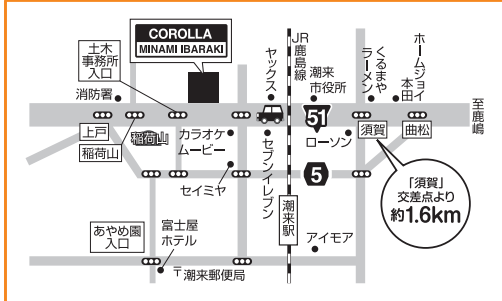 COROLLA
MINAMI IBARAKI
土木
事務所
入口
消防署
ヤックス
JR鹿島線
潮来
市役所
くるまや
ラーメン
ホームジョイ
本田
至鹿嶋
上戸
稲荷山
稲荷山
カラオケ
ムービー
セイミヤ
セブンイレブン
51
ローソン
須賀
曲松
5
「須賀」
交差点より
約1.6km
潮来駅
あやめ園
入口
富士屋
ホテル
〒潮来郵便局
アイモア